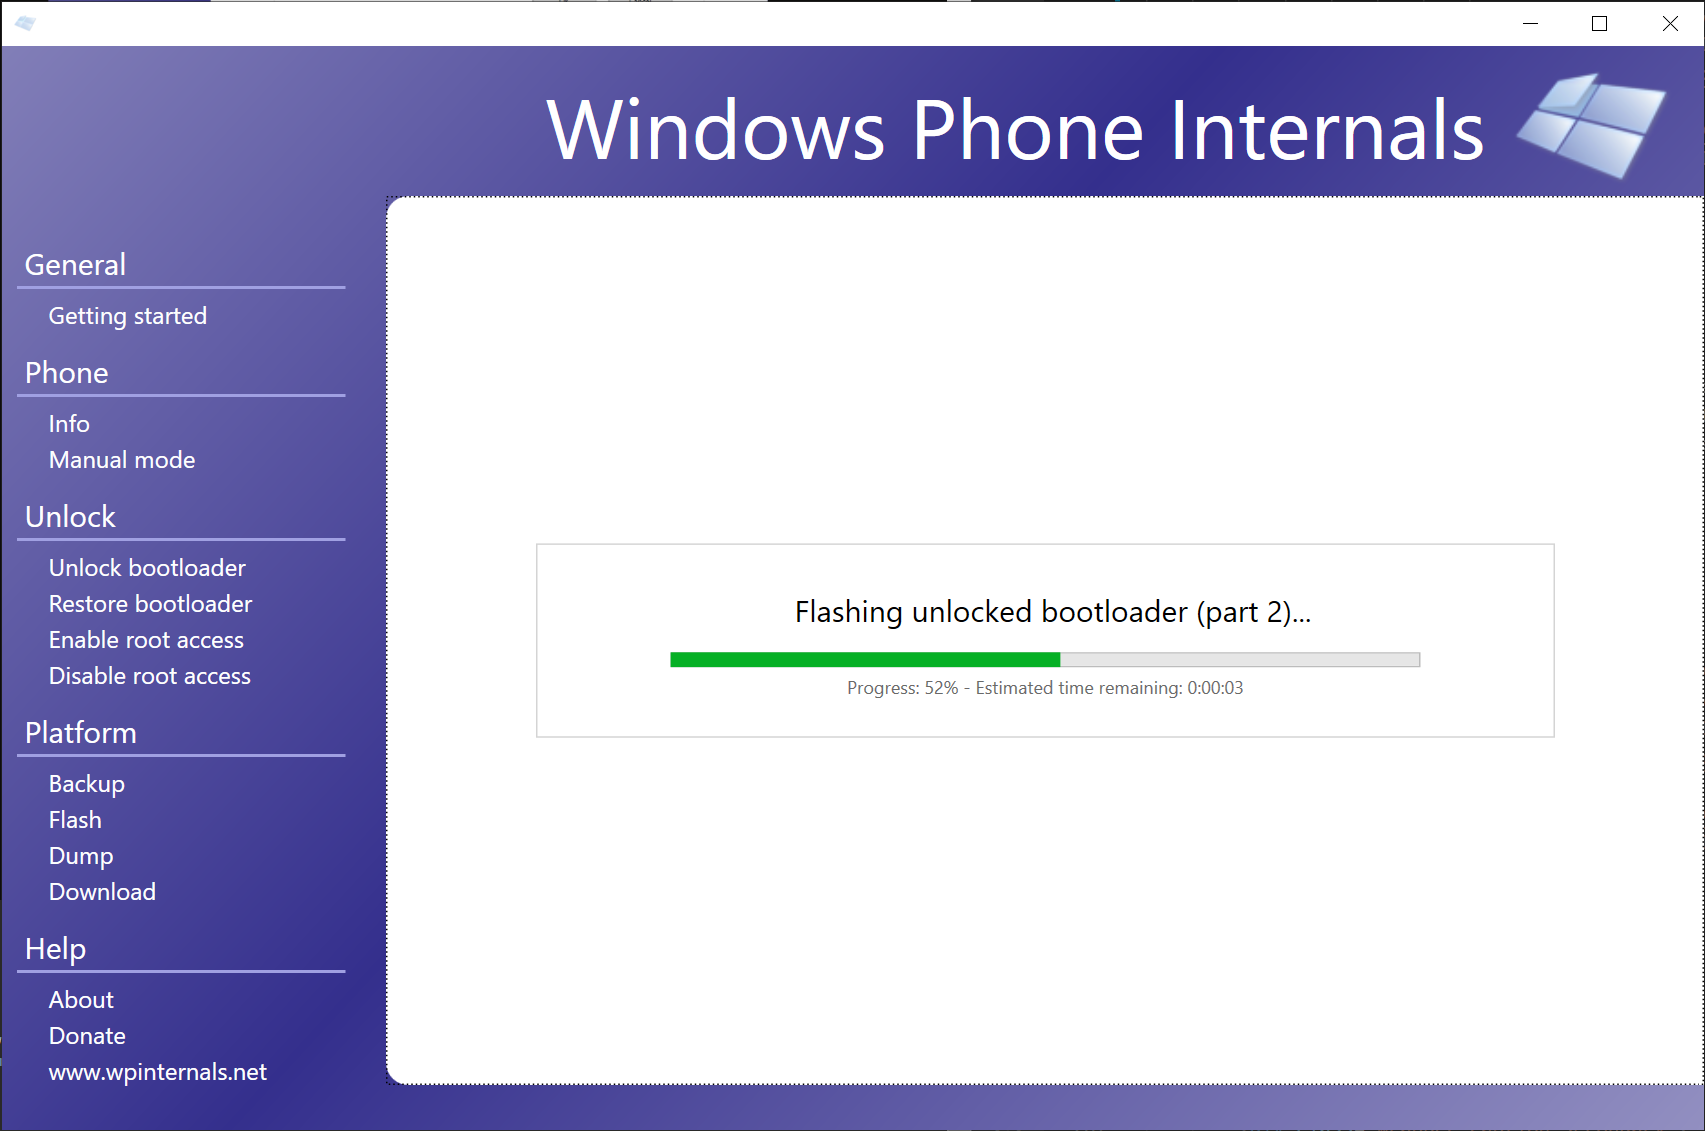 Windows Phone Internals
General
Getting started
Phone
Info
Manual mode
Unlock
Unlock bootloader
Restore bootloader
Enable root access
Disable root access
Platform
Backup
Flash
Dump
Download
Help
About
Donate
www.wpinternals.net
Flashing unlocked bootloader (part 2)...
Progress: 52% - Estimated time remaining: 0:00:03